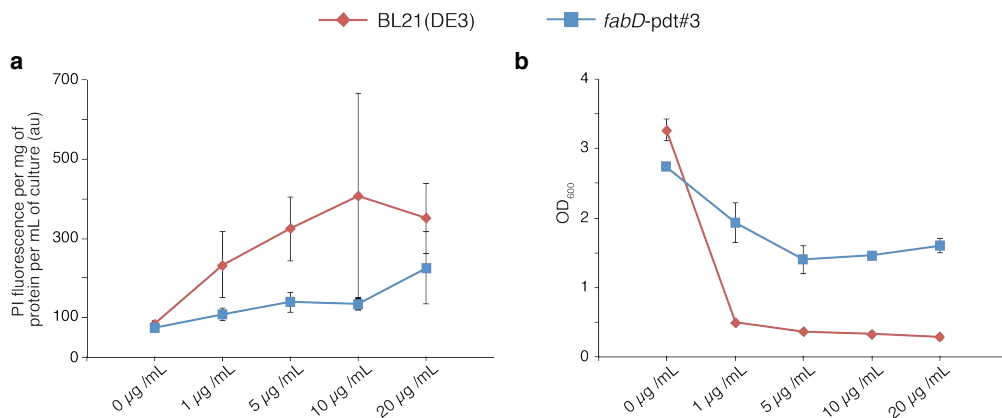 BL21(DE3)
fabD-pdt#3
a
PI fluorescence per mg of
protein per mL of culture (au)
700
500
300
100
0
0 µg /mL
1 µg /mL
5 µg /mL
10 µg /mL
20 µg /mL
b
OD600
4
3
2
1
0
0 µg /mL
1 µg /mL
5 µg /mL
10 µg /mL
20 µg /mL